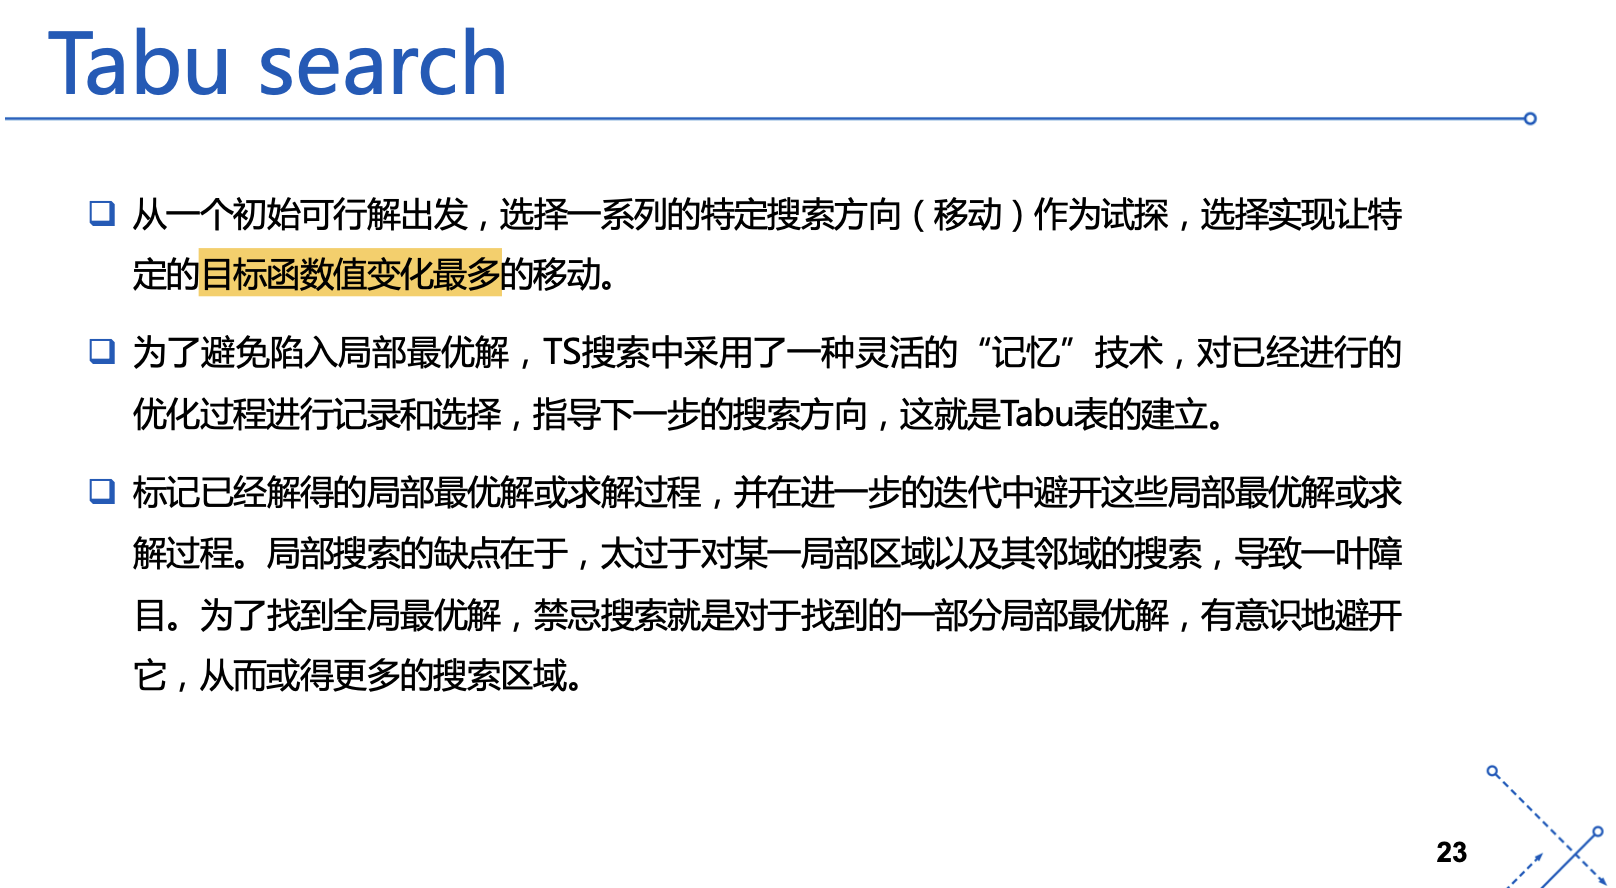 Tabu search
从一个初始可行解出发，选择一系列的特定搜索方向（移动）作为试探，选择实现让特
定的目标函数值变化最多的移动。
为了避免陷入局部最优解，TS搜索中采用了一种灵活的“记忆”技术，对已经进行的
优化过程进行记录和选择，指导下一步的搜索方向，这就是Tabu表的建立。
标记已经解得的局部最优解或求解过程，并在进一步的迭代中避开这些局部最优解或求
解过程。局部搜索的缺点在于，太过于对某一局部区域以及其邻域的搜索，导致一叶障
目。为了找到全局最优解，禁忌搜索就是对于找到的一部分局部最优解，有意识地避开
它，从而或得更多的搜索区域。
23